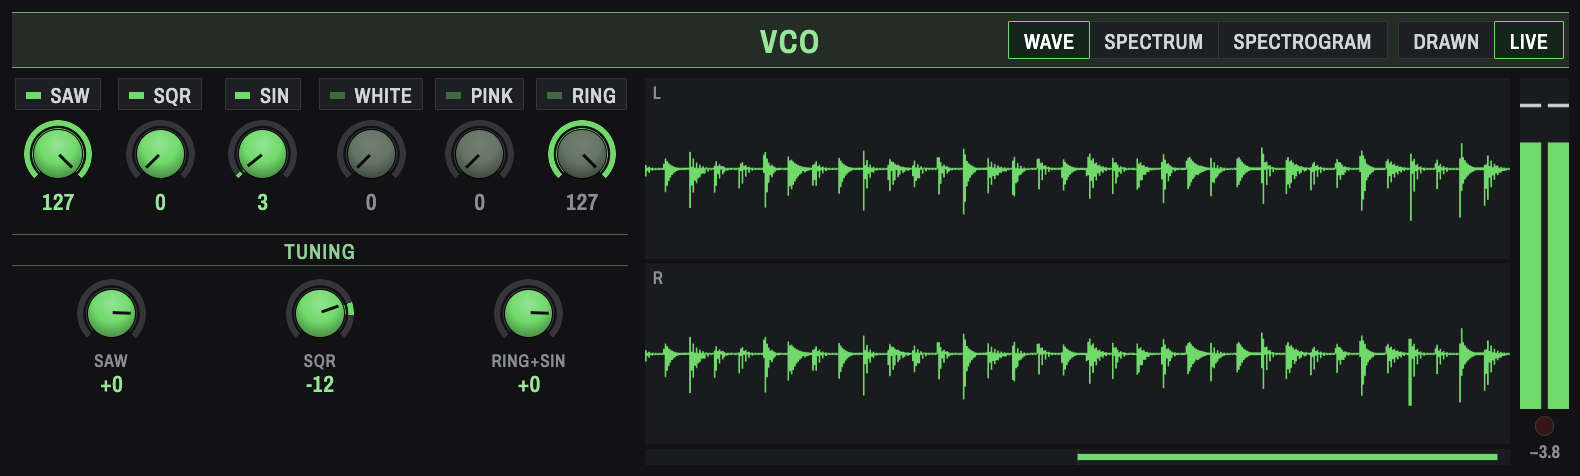 VCO
WAVE SPECTRUM SPECTROGRAM DRAWN LIVE
SAW SQR SIN WHITE PINK RING
127 0 3 0 0 127
TUNING
SAW SQR RING+SIN
+0 -12 +0
L
R
−3.8